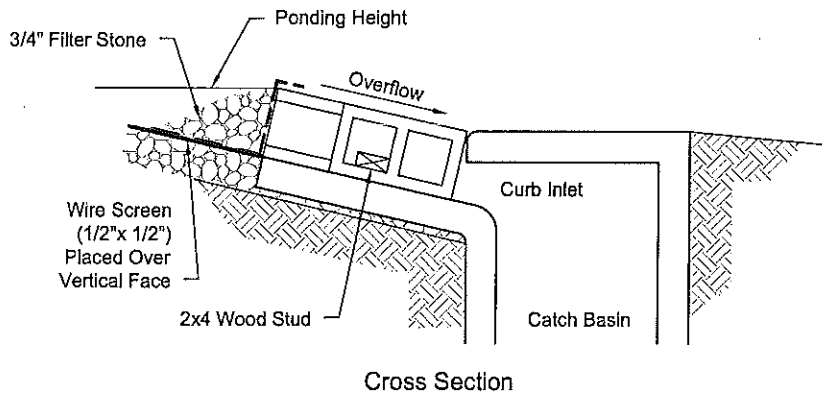 Ponding Height
3/4" Filter Stone
Overflow
Curb Inlet
Wire Screen
(1/2"x 1/2")
Placed Over
Vertical Face
2x4 Wood Stud
Catch Basin
Cross Section